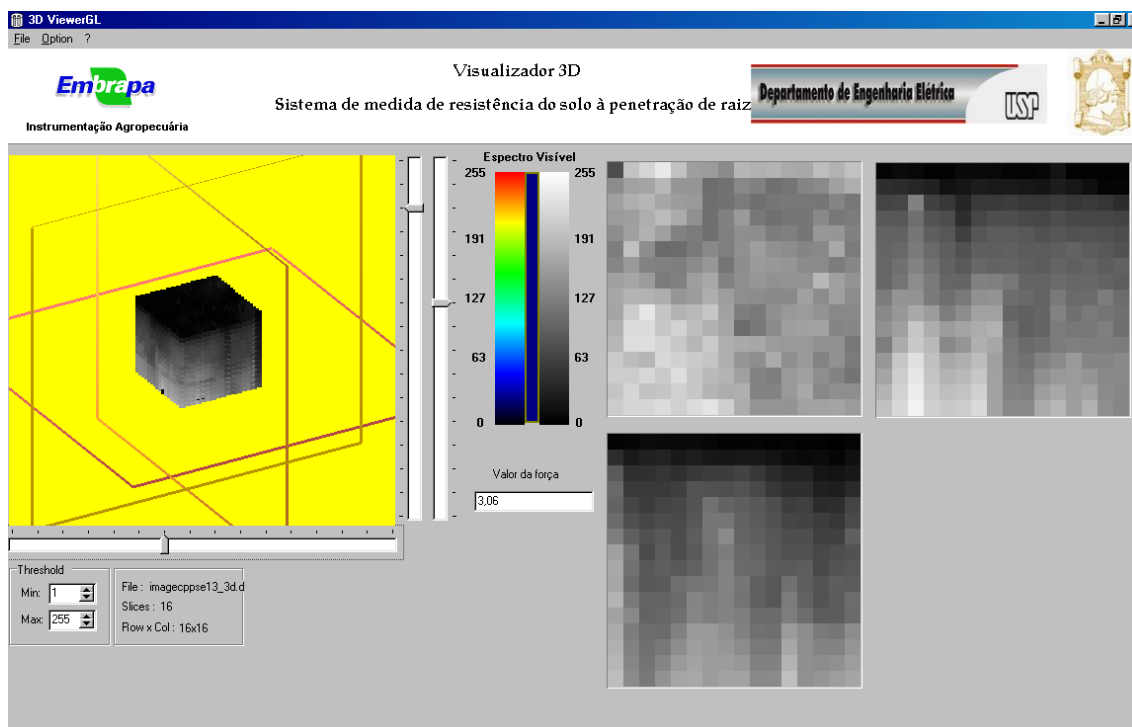 3D ViewerGL
File Option ?
Embrapa
Instrumentação Agropecuária
Visualizador 3D
Sistema de medida de resistência do solo à penetração de raiz
Departamento de Engenharia Elétrica
USP
Espectro Visível
255 255
191 191
127 127
63 63
0 0
Valor da força
3,06
Threshold
Min: 1
Max: 255
File : imagecppse13_3d.d
Slices : 16
Row x Col : 16x16